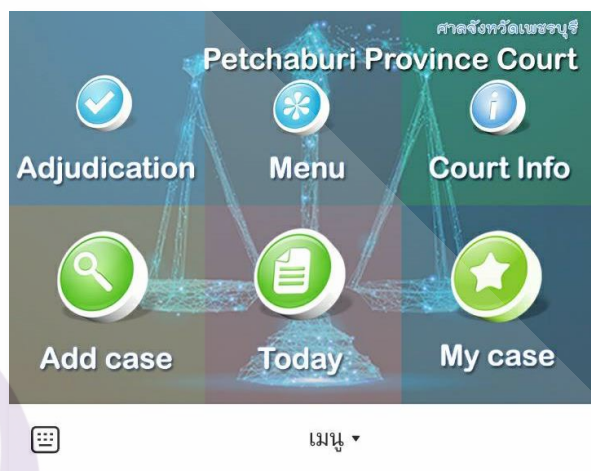 ศาลจังหวัดเพชรบุรี
Petchaburi Province Court
Adjudication
Menu
Court Info
Add case
Today
My case
เมนู